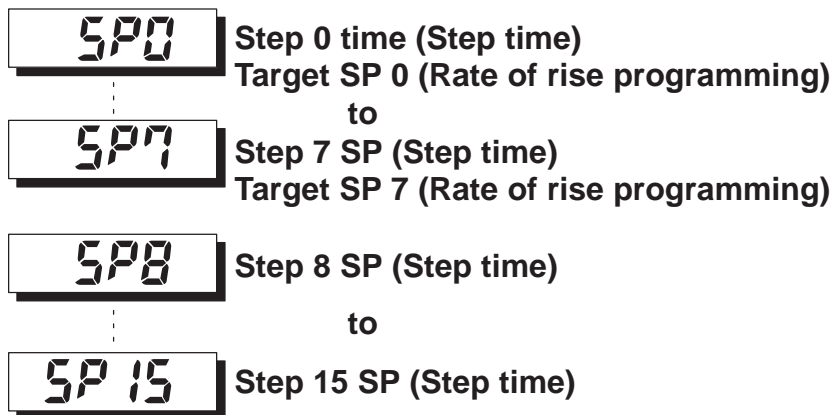 SP0
Step 0 time (Step time)
Target SP 0 (Rate of rise programming)
to
SP7
Step 7 SP (Step time)
Target SP 7 (Rate of rise programming)
SP8
Step 8 SP (Step time)
to
SP15
Step 15 SP (Step time)